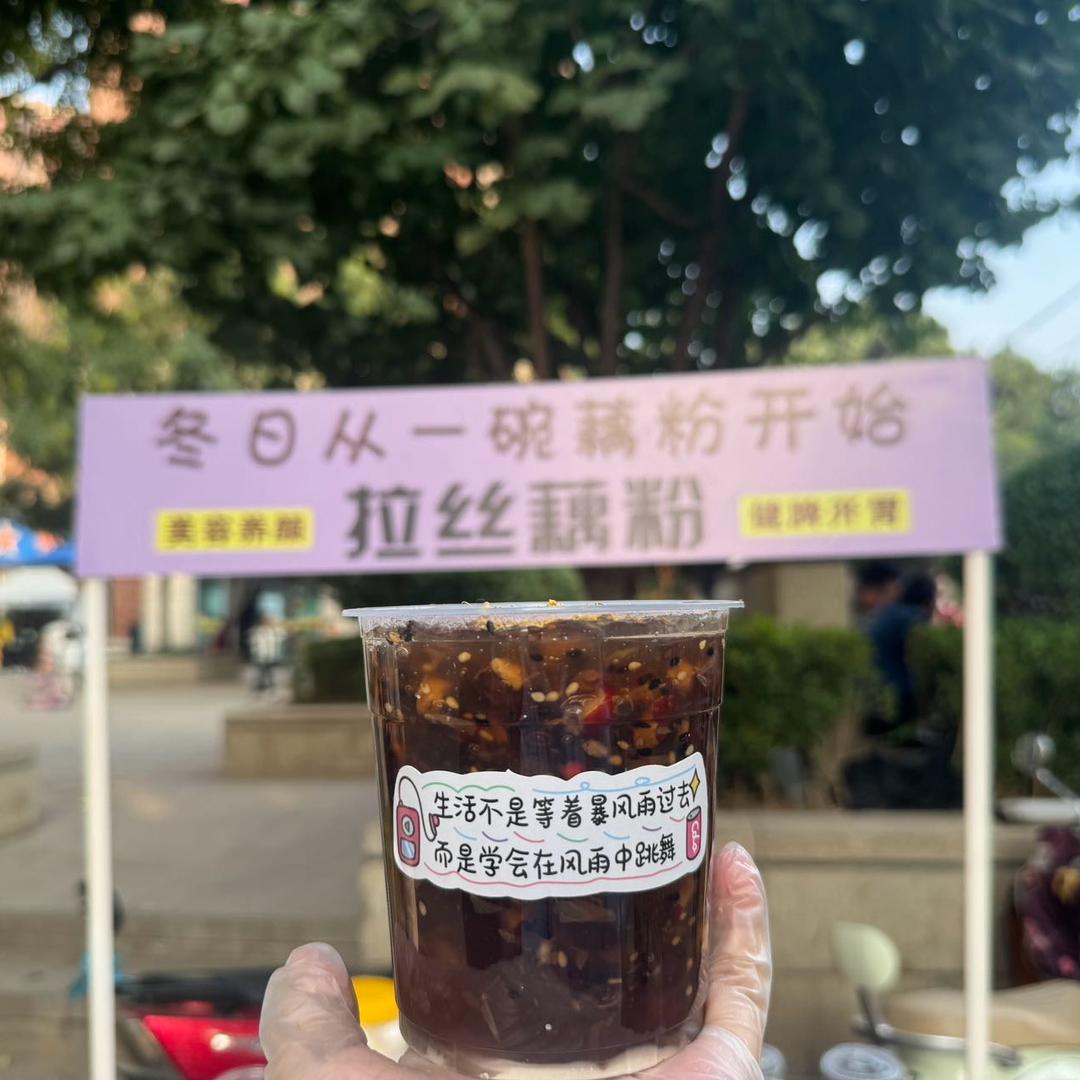 冬日从一碗藕粉开始
美容养颜
拉丝藕粉
健脾开胃
生活不是等着暴风雨过去
而是学会在风雨中跳舞